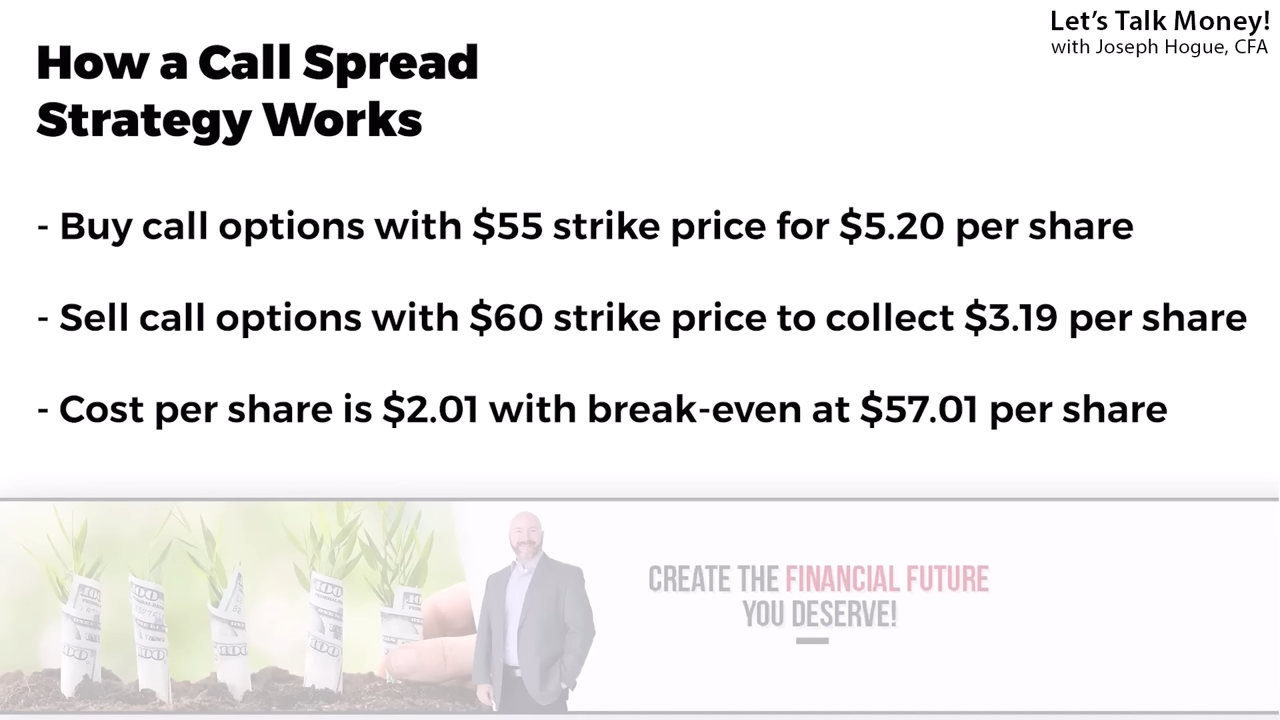 Let's Talk Money!
with Joseph Hogue, CFA
How a Call Spread
Strategy Works
- Buy call options with $55 strike price for $5.20 per share
- Sell call options with $60 strike price to collect $3.19 per share
- Cost per share is $2.01 with break-even at $57.01 per share
CREATE THE FINANCIAL FUTURE
YOU DESERVE!